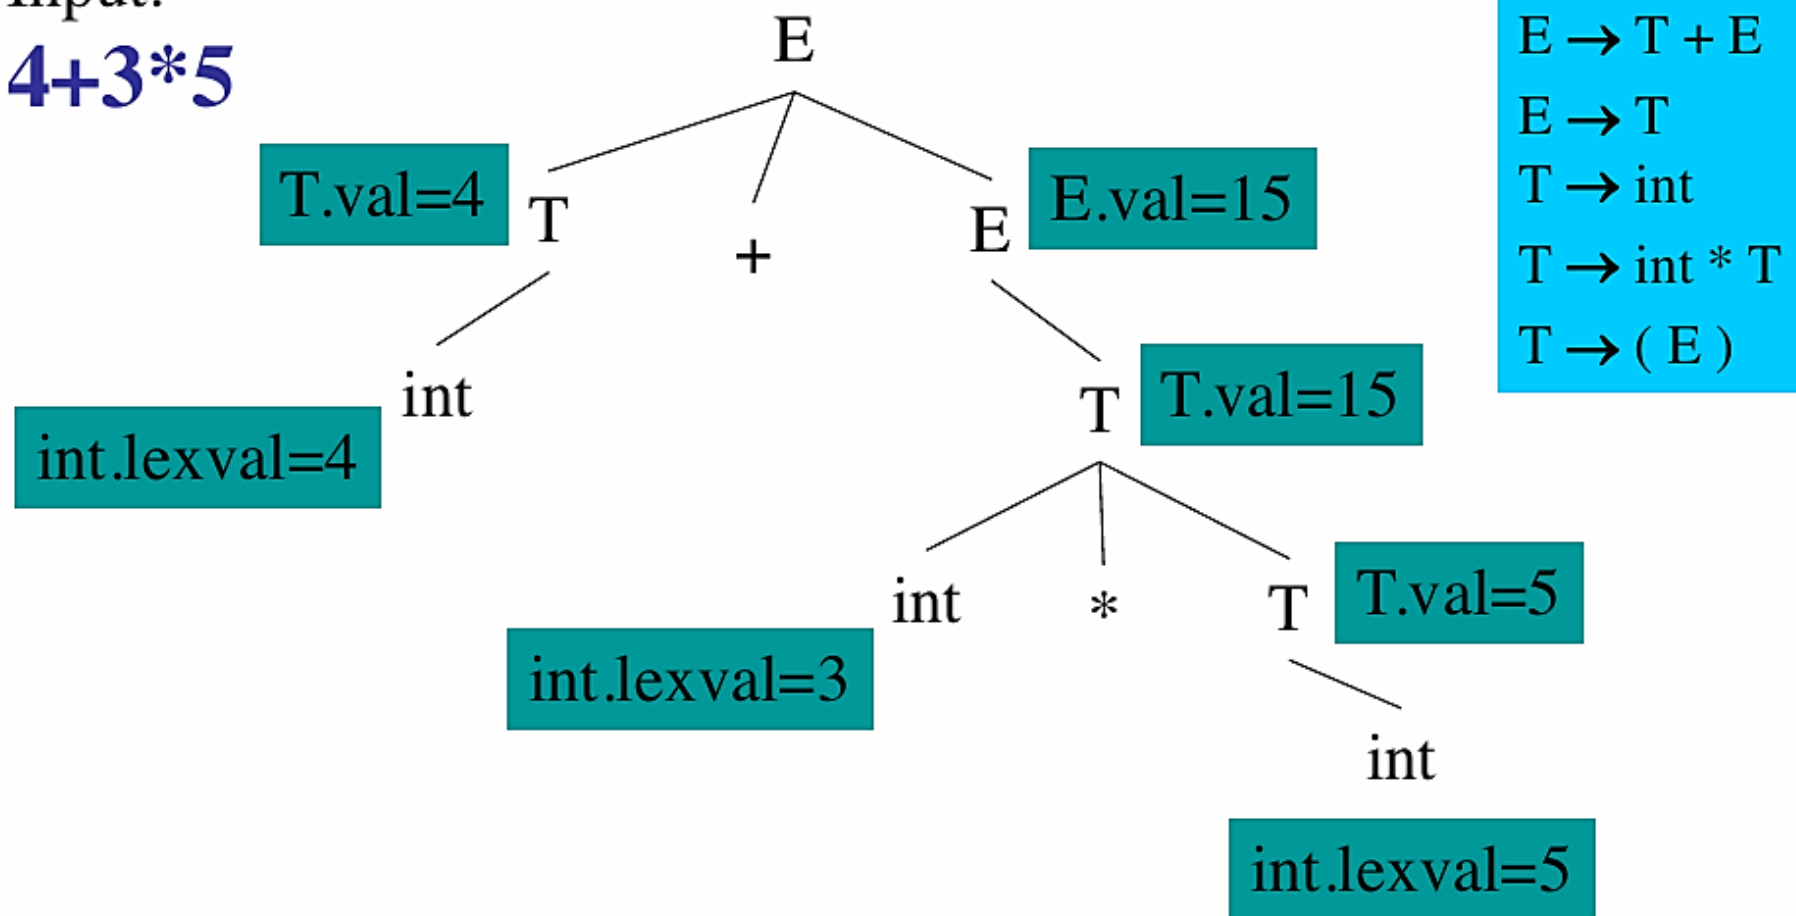 Input:
4+3*5
E
E → T + E
E → T
T → int
T → int * T
T → ( E )
T.val=4
T
+
E
E.val=15
int
int.lexval=4
T
T.val=15
int
*
T
T.val=5
int.lexval=3
int
int.lexval=5